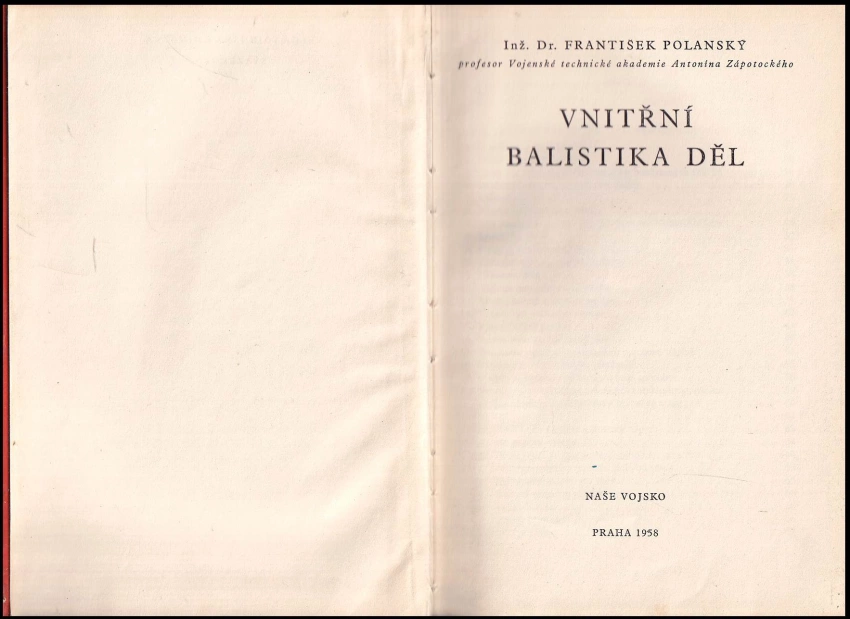 Inž. Dr. FRANTIŠEK POLANSKÝ
profesor Vojenské technické akademie Antonína Zápotockého
VNITŘNÍ
BALISTIKA DĚL
NAŠE VOJSKO
PRAHA 1958